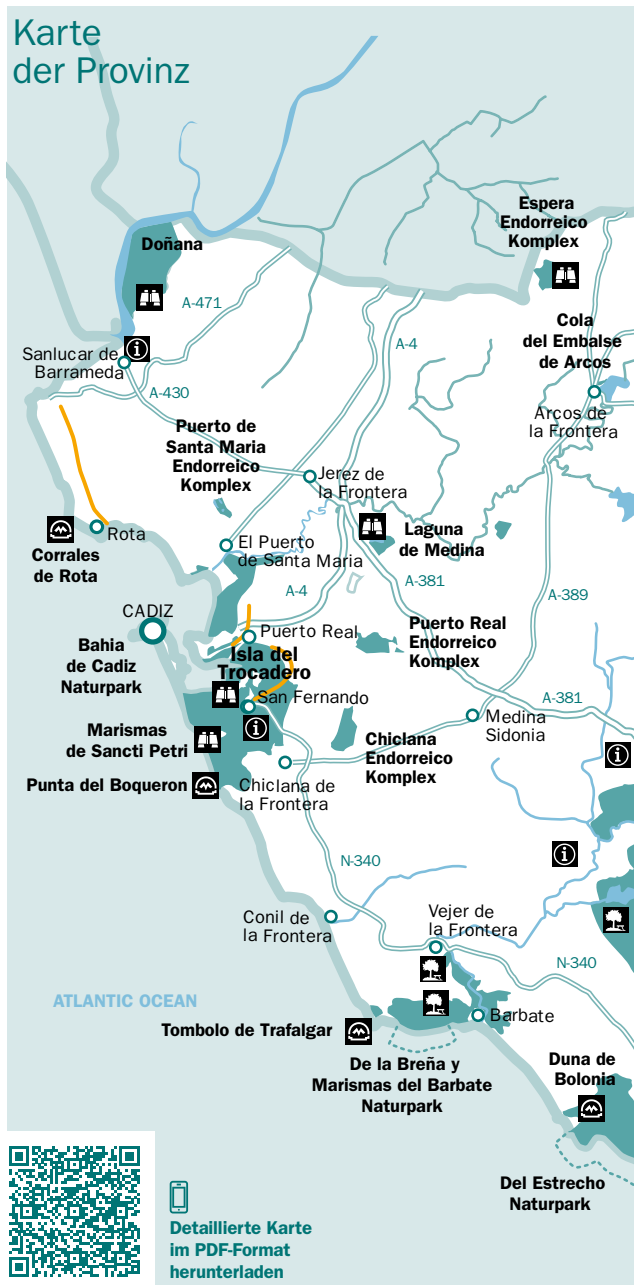 Karte
der Provinz
Espera
Endorreico
Komplex
Doñana
A-471
A-4
Cola
del Embalse
de Arcos
Sanlucar de
Barrameda
A-430
Arcos de
la Frontera
Puerto de
Santa Maria
Endorreico
Komplex
Jerez de
la Frontera
Rota
Corrales
de Rota
El Puerto
de Santa Maria
Laguna
de Medina
A-4
A-381
A-389
CADIZ
Puerto Real
Puerto Real
Endorreico
Komplex
Bahia
de Cadiz
Naturpark
Isla del
Trocadero
San Fernando
A-381
Medina
Sidonia
Marismas
de Sancti Petri
Chiclana
Endorreico
Komplex
Punta del Boqueron
Chiclana de
la Frontera
N-340
Conil de
la Frontera
Vejer de
la Frontera
N-340
ATLANTIC OCEAN
Tombolo de Trafalgar
Barbate
De la Breña y
Marismas del Barbate
Naturpark
Duna de
Bolonia
Del Estrecho
Naturpark
Detaillierte Karte
im PDF-Format
herunterladen